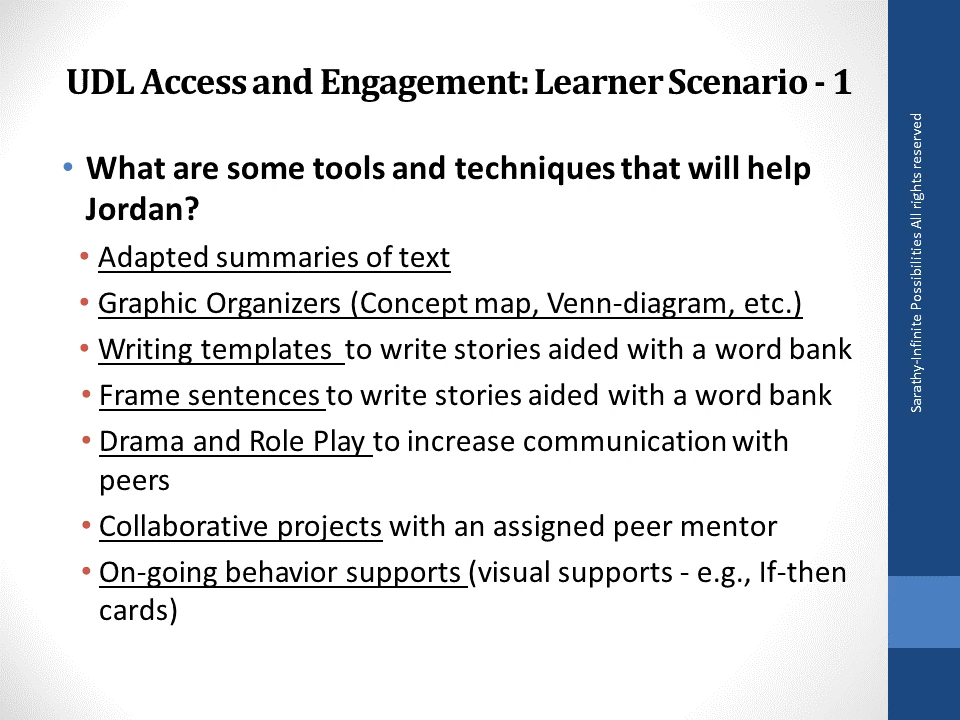 UDL Access and Engagement: Learner Scenario - 1
• What are some tools and techniques that will help
Jordan?
• Adapted summaries of text
• Graphic Organizers (Concept map, Venn-diagram, etc.)
• Writing templates to write stories aided with a word bank
• Frame sentences to write stories aided with a word bank
• Drama and Role Play to increase communication with
peers
• Collaborative projects with an assigned peer mentor
• On-going behavior supports (visual supports - e.g., If-then
cards)
Sarathy-Infinite Possibilities All rights reserved